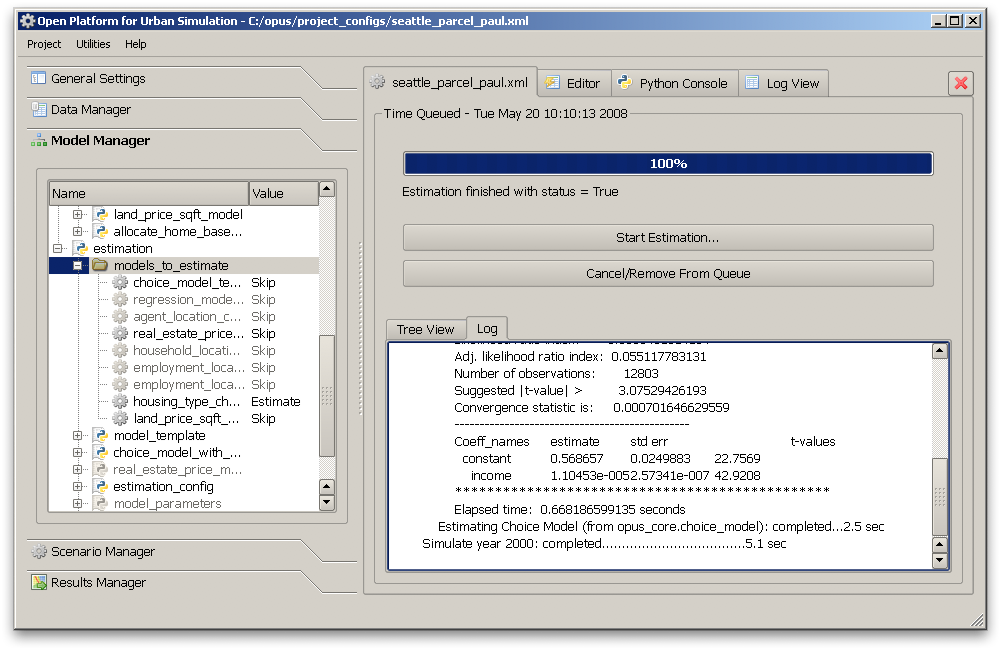 Open Platform for Urban Simulation - C:/opus/project_configs/seattle_parcel_paul.xml
Project Utilities Help
General Settings
Data Manager
Model Manager
Name Value
land_price_sqft_model
allocate_home_base...
estimation
models_to_estimate
choice_model_te... Skip
regression_mode... Skip
agent_location_c... Skip
real_estate_price... Skip
household_locati... Skip
employment_loca... Skip
employment_loca... Skip
housing_type_ch... Estimate
land_price_sqft_... Skip
model_template
choice_model_with_...
real_estate_price_m...
estimation_config
model_parameters
Scenario Manager
Results Manager
seattle_parcel_paul.xml Editor Python Console Log View
Time Queued - Tue May 20 10:10:13 2008
100%
Estimation finished with status = True
Start Estimation...
Cancel/Remove From Queue
Tree View Log
Adj. likelihood ratio index: 0.055117783131
Number of observations: 12803
Suggested |t-value| > 3.07529426193
Convergence statistic is: 0.000701646629559
-----------------------------------------------
Coeff_names estimate std err t-values
constant 0.568657 0.0249883 22.7569
income 1.10453e-0052.57341e-007 42.9208
***********************************************
Elapsed time: 0.668186599135 seconds
Estimating Choice Model (from opus_core.choice_model): completed...2.5 sec
Simulate year 2000: completed....................................5.1 sec